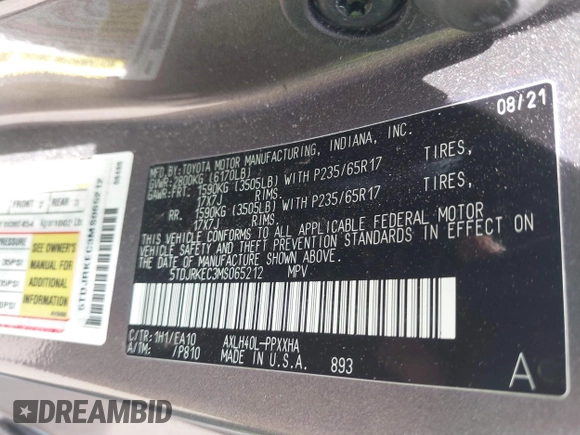 08/21
MFD.BY:TOYOTA MOTOR MANUFACTURING, INDIANA, INC.
GVWR:2800KG (6170LB)
GAWR:FRT. 1590KG (3505LB) WITH P235/65R17 TIRES,
17X7J RIMS.
RR. 1590KG (3505LB) WITH P235/65R17 TIRES,
17X7J RIMS.
THIS VEHICLE CONFORMS TO ALL APPLICABLE FEDERAL MOTOR
VEHICLE SAFETY AND THEFT PREVENTION STANDARDS IN EFFECT ON
THE DATE OF MANUFACTURE SHOWN ABOVE.
5TDJRKEC3MS065212 MPV
C/TR: 1H1/EA10 AXLH40L-PPXXHA
A/TM: /P810 MADE IN U.S.A. 893
A
FRONT
PRESSURE
35PSI
SEE OWNER'S
MANUAL FOR
ADDITIONAL
INFORMATION
5TDJRKEC3MS065212
DREAMBID